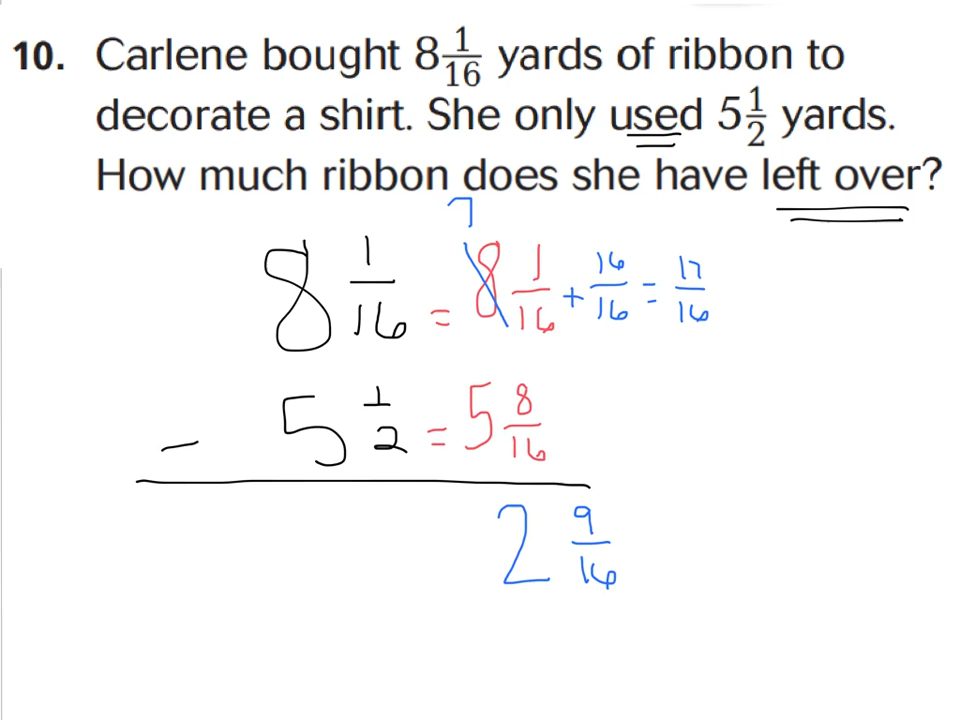 10. Carlene bought 8 1/16 yards of ribbon to
decorate a shirt. She only used 5 1/2 yards.
How much ribbon does she have left over?
7
8 1/16 = 8 1/16 + 16/16 = 17/16
- 5 1/2 = 5 8/16
2 9/16